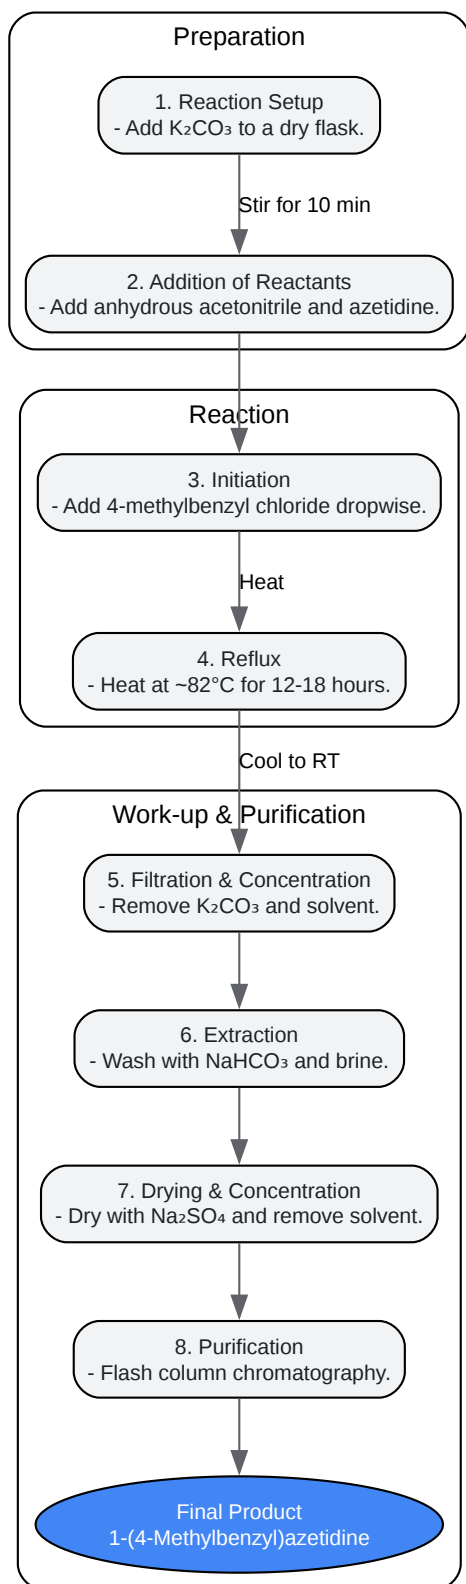 Preparation
1. Reaction Setup
- Add K₂CO₃ to a dry flask.
Stir for 10 min
2. Addition of Reactants
- Add anhydrous acetonitrile and azetidine.
Reaction
3. Initiation
- Add 4-methylbenzyl chloride dropwise.
Heat
4. Reflux
- Heat at ~82°C for 12-18 hours.
Cool to RT
Work-up & Purification
5. Filtration & Concentration
- Remove K₂CO₃ and solvent.
6. Extraction
- Wash with NaHCO₃ and brine.
7. Drying & Concentration
- Dry with Na₂SO₄ and remove solvent.
8. Purification
- Flash column chromatography.
Final Product
1-(4-Methylbenzyl)azetidine